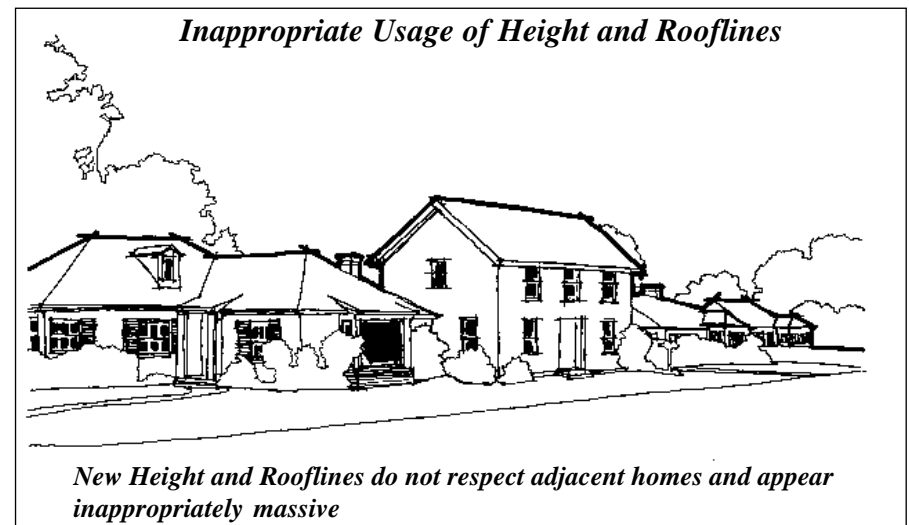 Inappropriate Usage of Height and Rooflines
New Height and Rooflines do not respect adjacent homes and appear
inappropriately massive